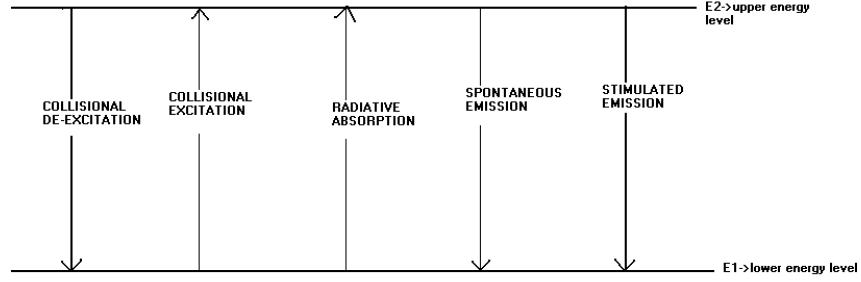 E2->upper energy
level
COLLISIONAL
DE-EXCITATION
COLLISIONAL
EXCITATION
RADIATIVE
ABSORPTION
SPONTANEOUS
EMISSION
STIMULATED
EMISSION
E1->lower energy level